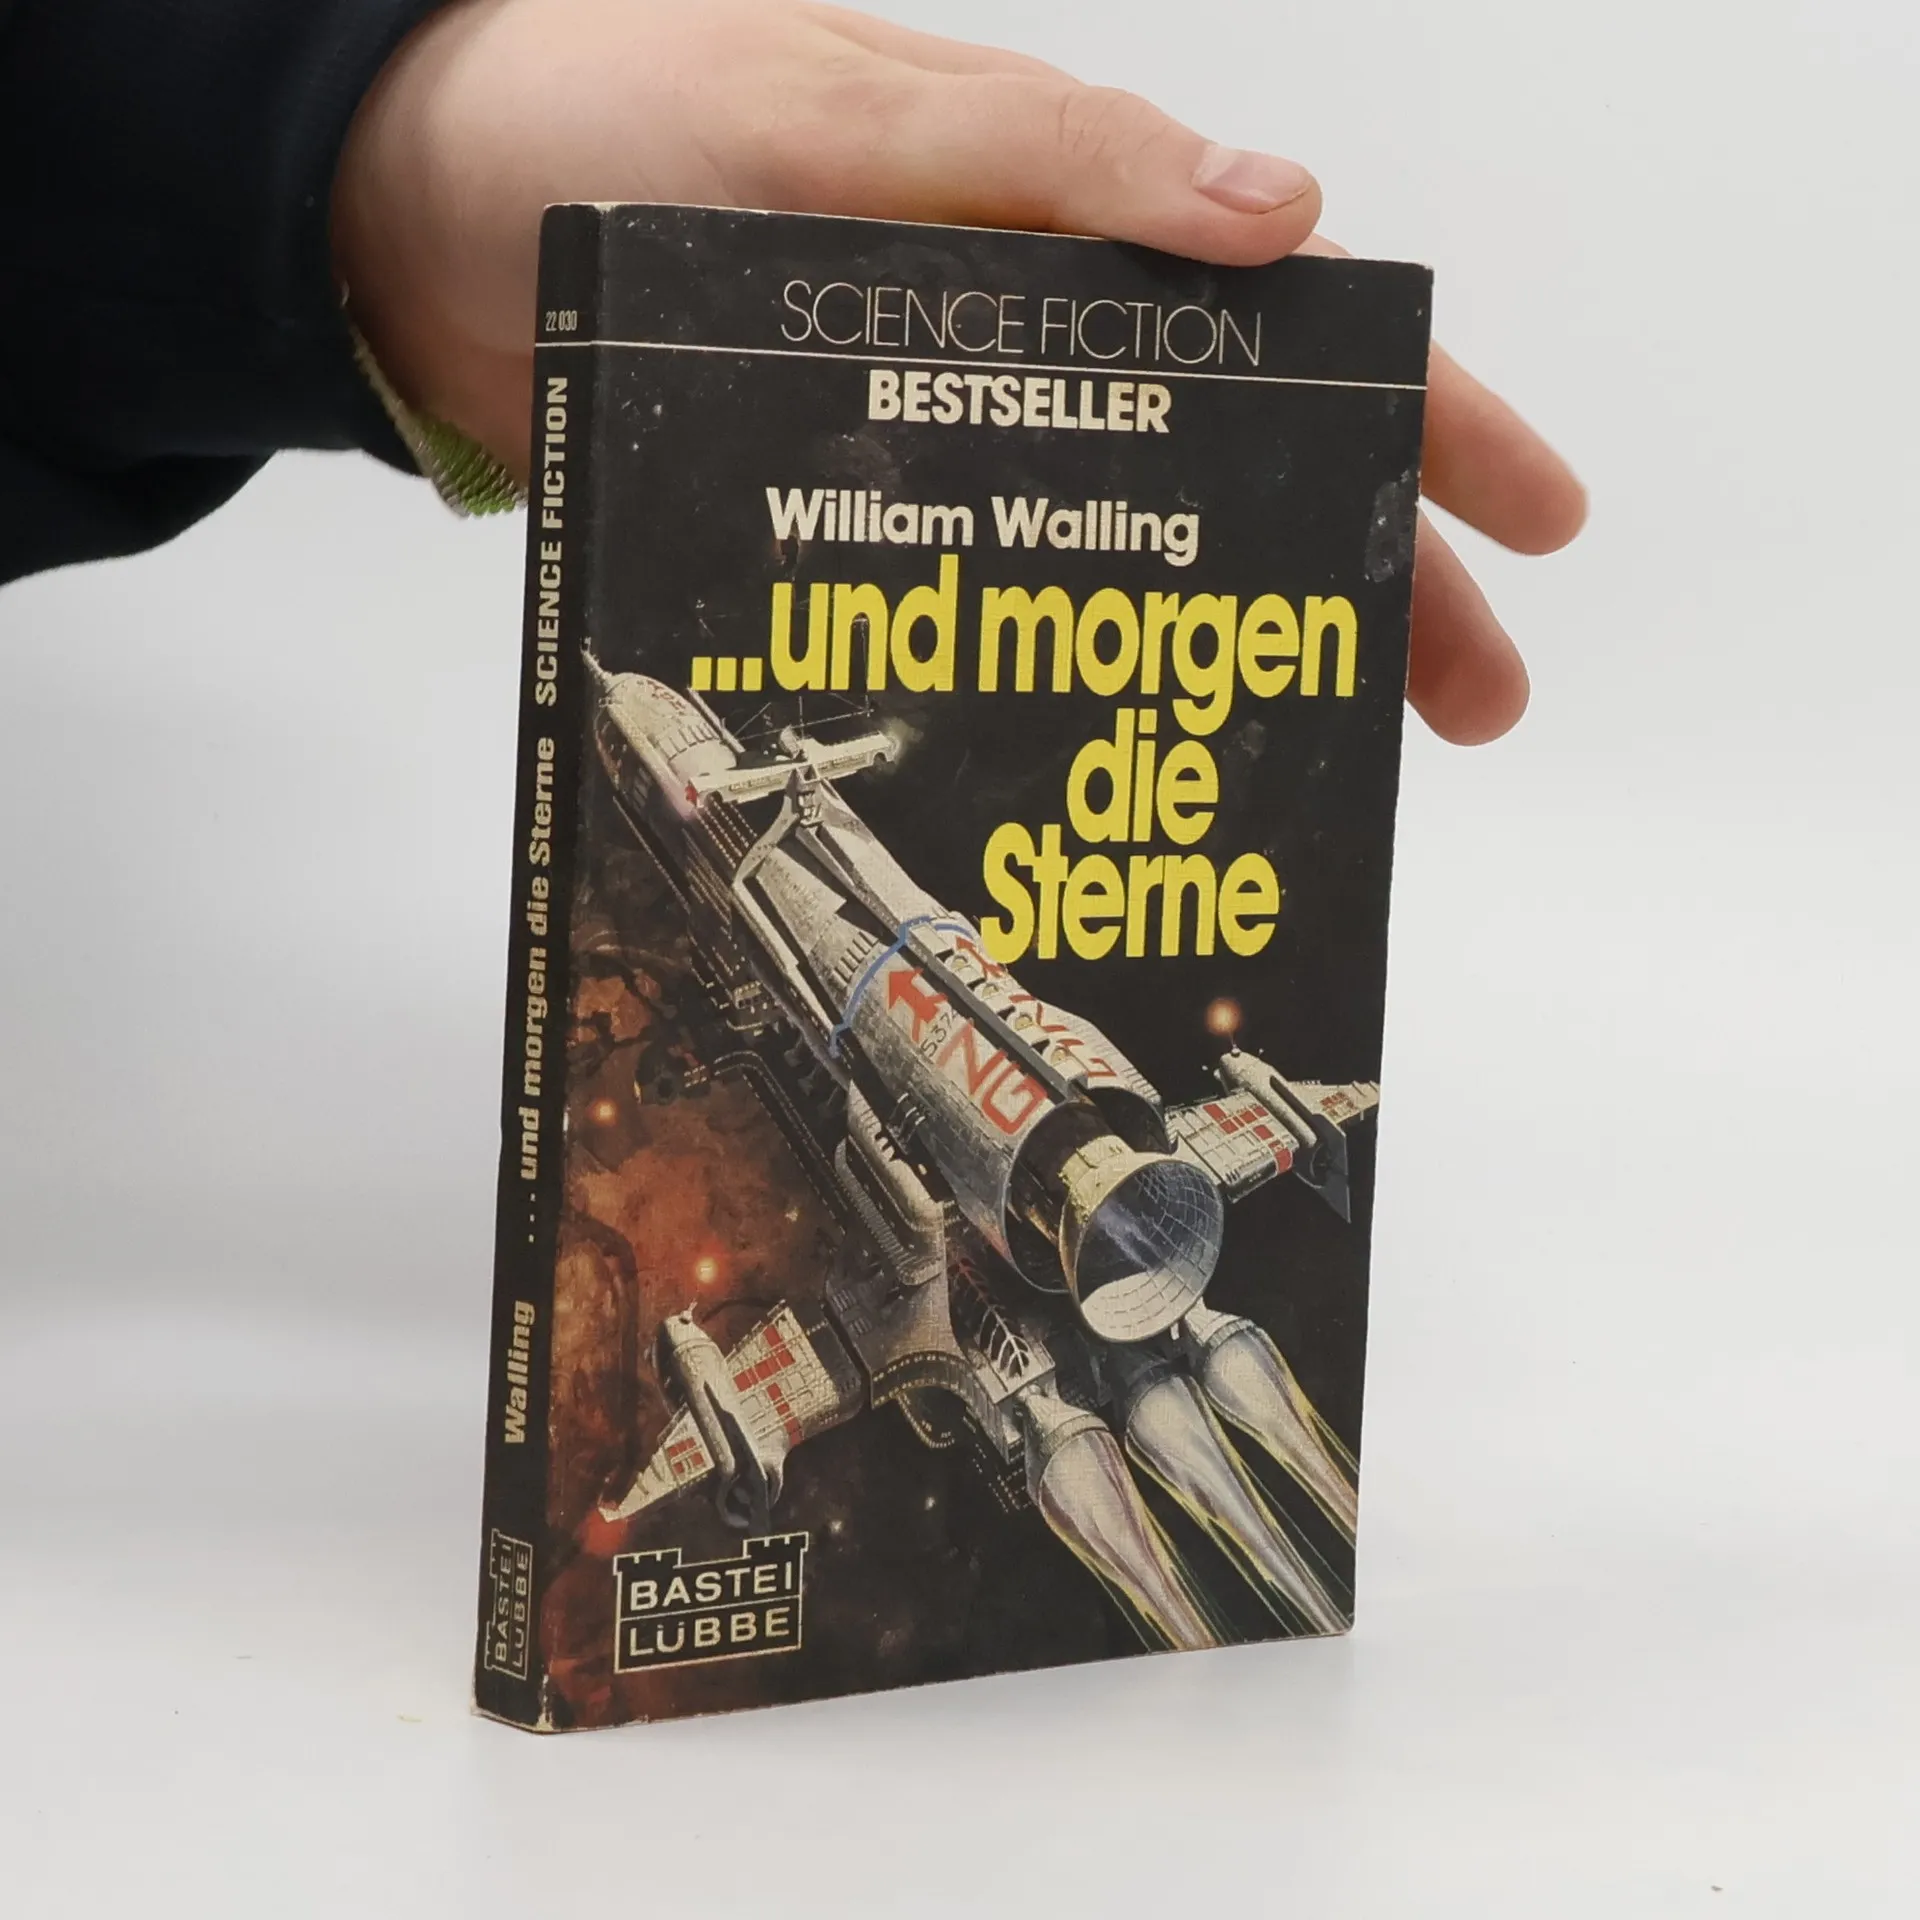 22 030
SCIENCE FICTION
BESTSELLER
William Walling
...und morgen
die
Sterne
NG
BASTEI
LÜBBE
Walling ....und morgen die Sterne SCIENCE FICTION
BASTEI
LÜBBE